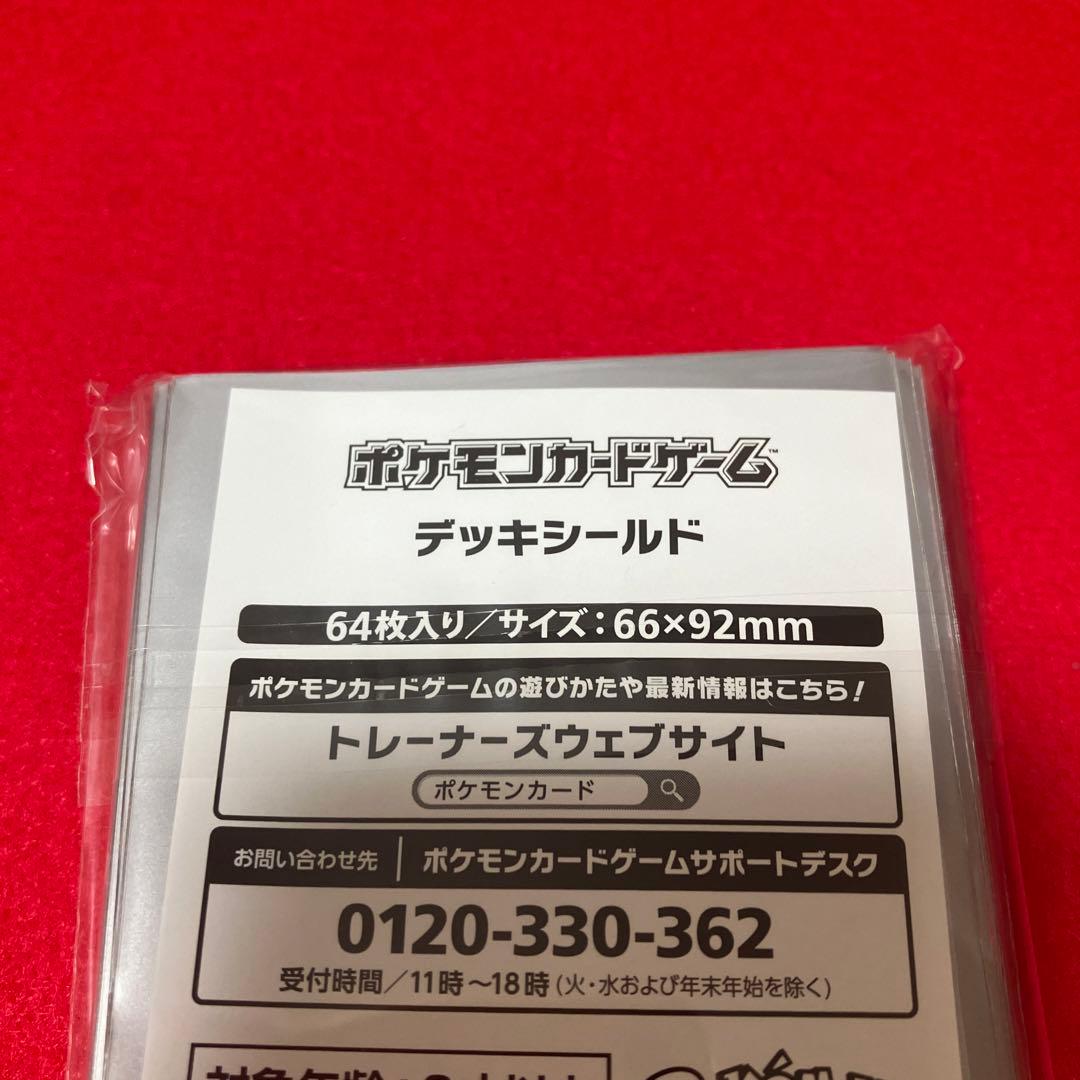 ポケモンカードゲーム™
デッキシールド
64枚入り/サイズ:66×92mm
ポケモンカードゲームの遊びかたや最新情報はこちら!
トレーナーズウェブサイト
ポケモンカード
お問い合わせ先 | ポケモンカードゲームサポートデスク
0120-330-362
受付時間/11時~18時(火・水および年末年始を除く)
対象年齢